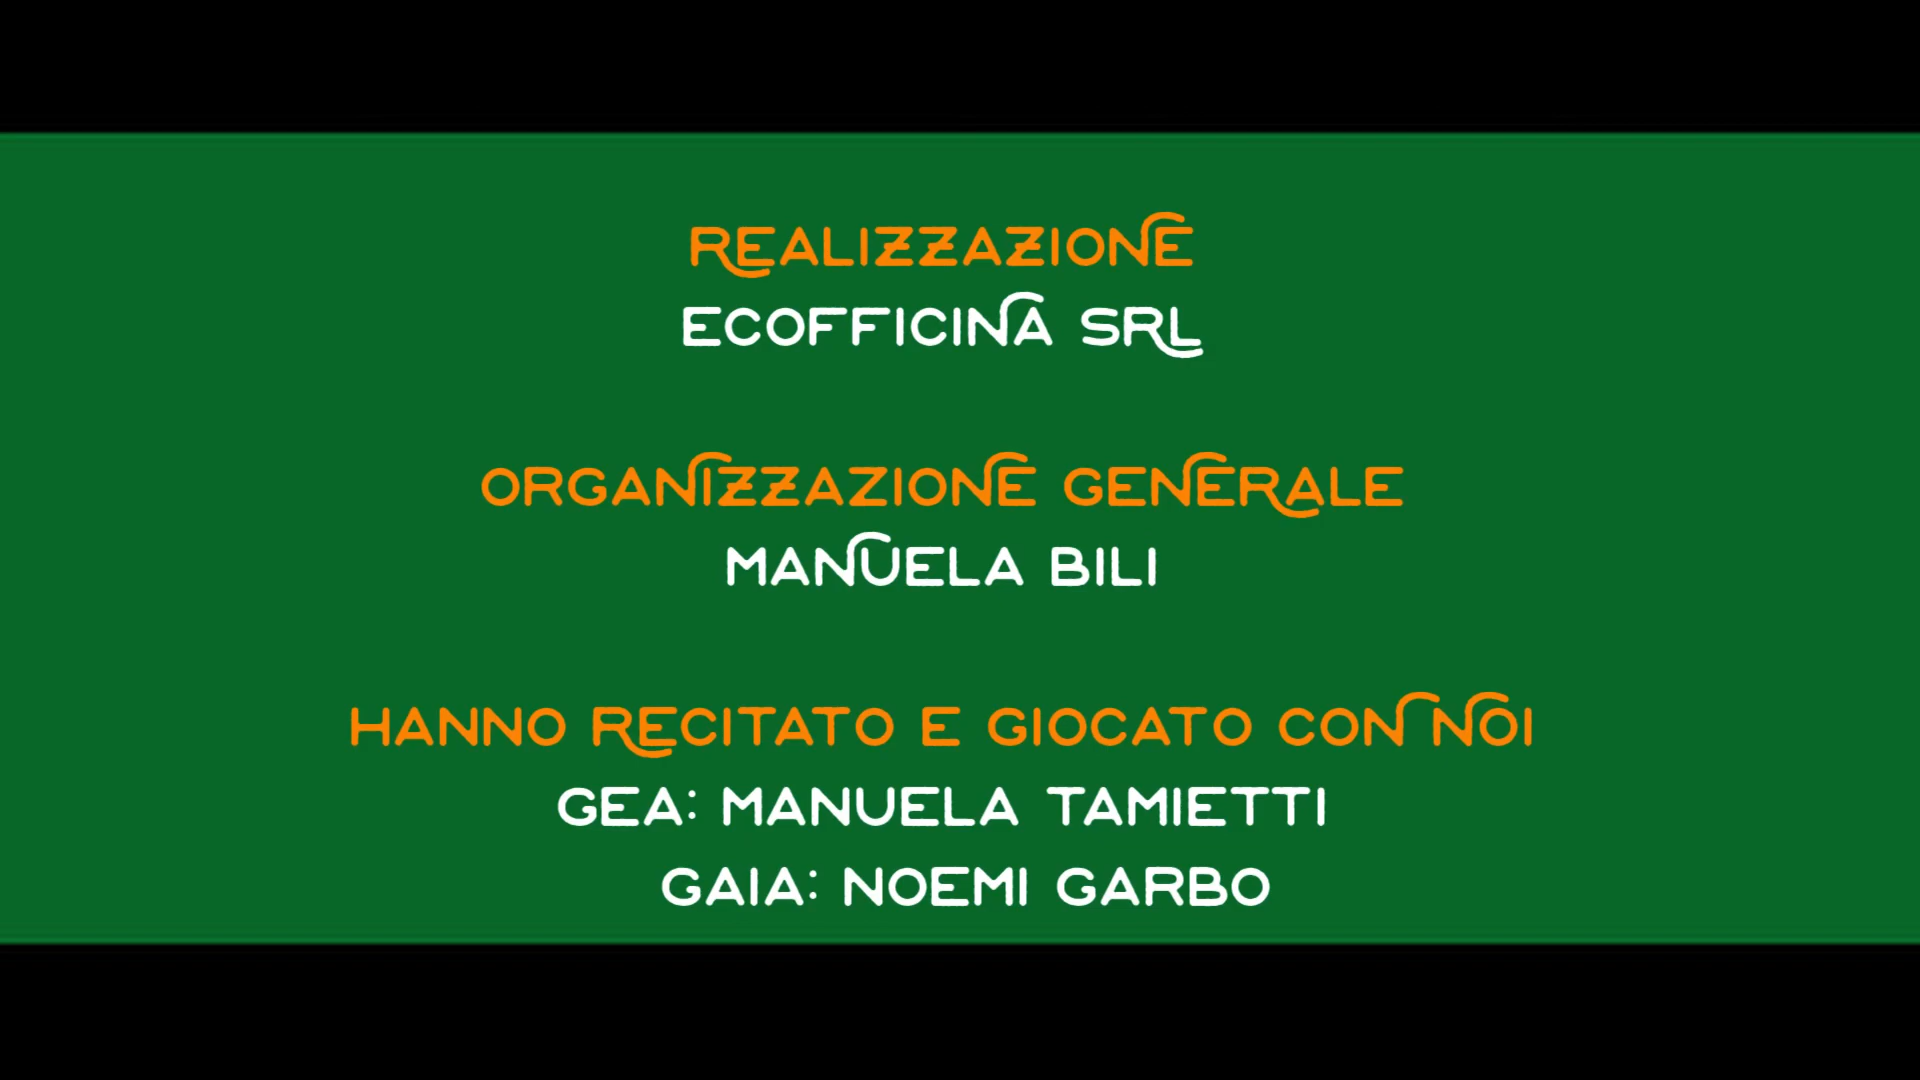 REALIZZAZIONE
ECOFFICINA SRL
ORGANIZZAZIONE GENERALE
MANUELA BILI
HANNO RECITATO E GIOCATO CON NOI
GEA: MANUELA TAMIETTI
GAIA: NOEMI GARBO